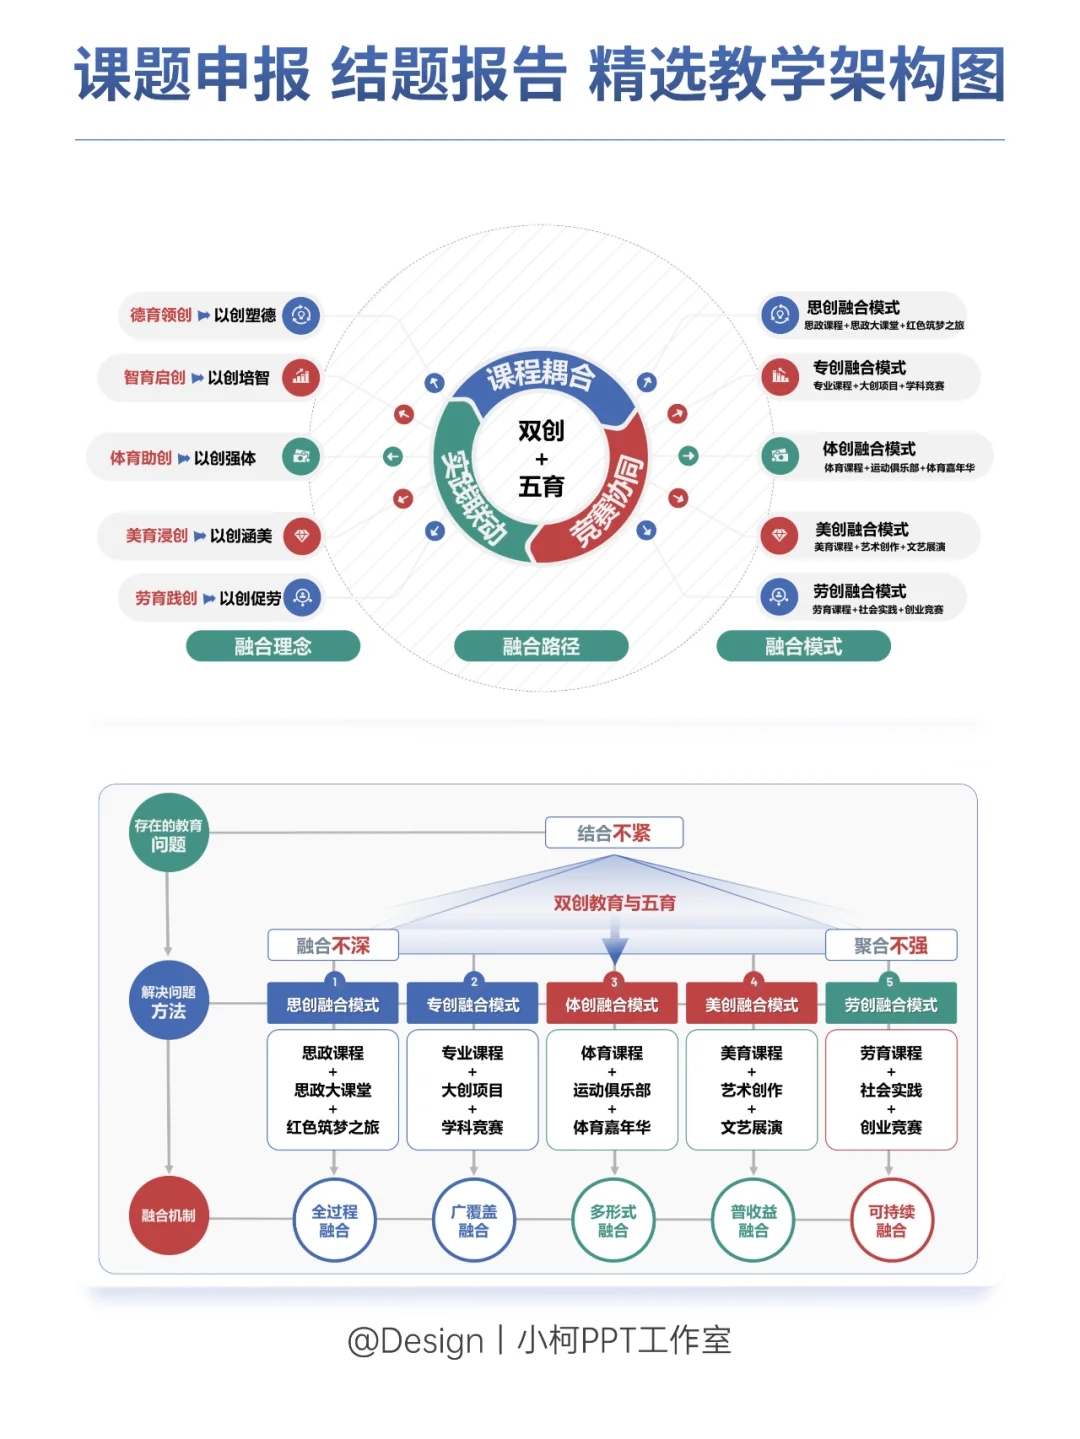 课题申报 结题报告 精选教学架构图
德育领创 以创塑德
智育启创 以创培智
体育助创 以创强体
美育浸创 以创涵美
劳育践创 以创促劳
融合理念
课程耦合
实践联动
竞赛协同
双创
+
五育
融合路径
思创融合模式
思政课程+思政大课堂+红色筑梦之旅
专创融合模式
专业课程+大创项目+学科竞赛
体创融合模式
体育课程+运动俱乐部+体育嘉年华
美创融合模式
美育课程+艺术创作+文艺展演
劳创融合模式
劳育课程+社会实践+创业竞赛
融合模式
存在的教育
问题
结合不紧
双创教育与五育
融合不深
聚合不强
解决问题
方法
1
思创融合模式
思政课程
+
思政大课堂
+
红色筑梦之旅
2
专创融合模式
专业课程
+
大创项目
+
学科竞赛
3
体创融合模式
体育课程
+
运动俱乐部
+
体育嘉年华
4
美创融合模式
美育课程
+
艺术创作
+
文艺展演
5
劳创融合模式
劳育课程
+
社会实践
+
创业竞赛
融合机制
全过程
融合
广覆盖
融合
多形式
融合
普收益
融合
可持续
融合
@Design丨小柯PPT工作室